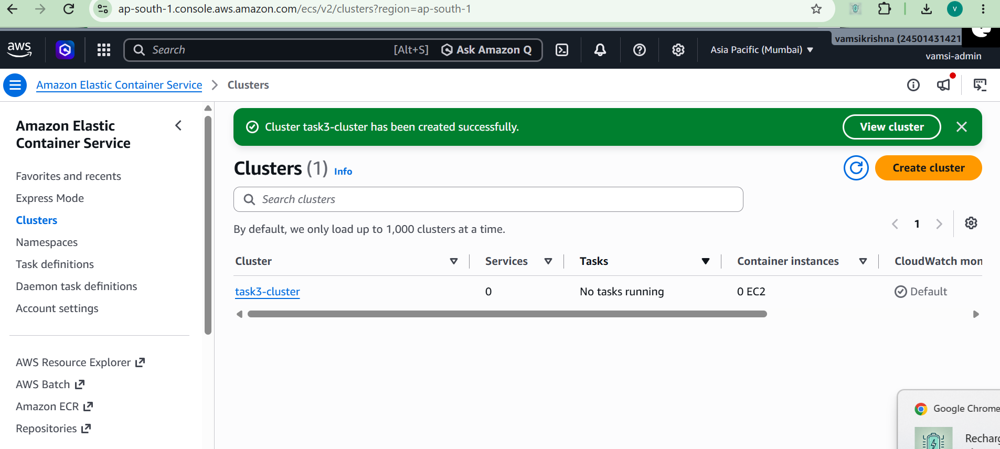 ap-south-1.console.aws.amazon.com/ecs/v2/clusters?region=ap-south-1
V
aws
Search
[Alt+S]
Ask Amazon Q
Asia Pacific (Mumbai)
vamsikrishna (24501431421
vamsi-admin
Amazon Elastic Container Service
Clusters
Amazon Elastic
Container Service
Favorites and recents
Express Mode
Clusters
Namespaces
Task definitions
Daemon task definitions
Account settings
AWS Resource Explorer
AWS Batch
Amazon ECR
Repositories
Cluster task3-cluster has been created successfully.
View cluster
Clusters (1) Info
Create cluster
Search clusters
By default, we only load up to 1,000 clusters at a time.
1
Cluster Services Tasks Container instances CloudWatch mon
task3-cluster 0 No tasks running 0 EC2 Default
Google Chrome
Recharg